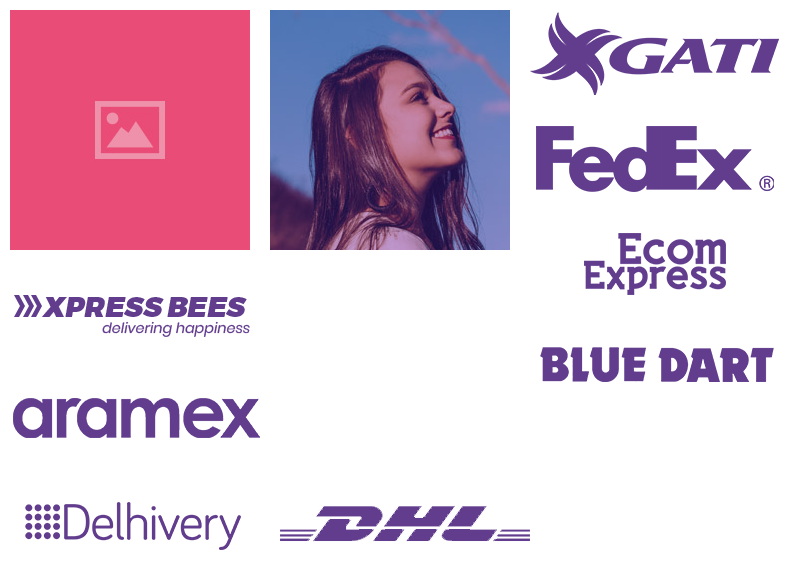 GATI
FedEx ®
Ecom
Express
XPRESS BEES
delivering happiness
BLUE DART
aramex
Delhivery
DHL